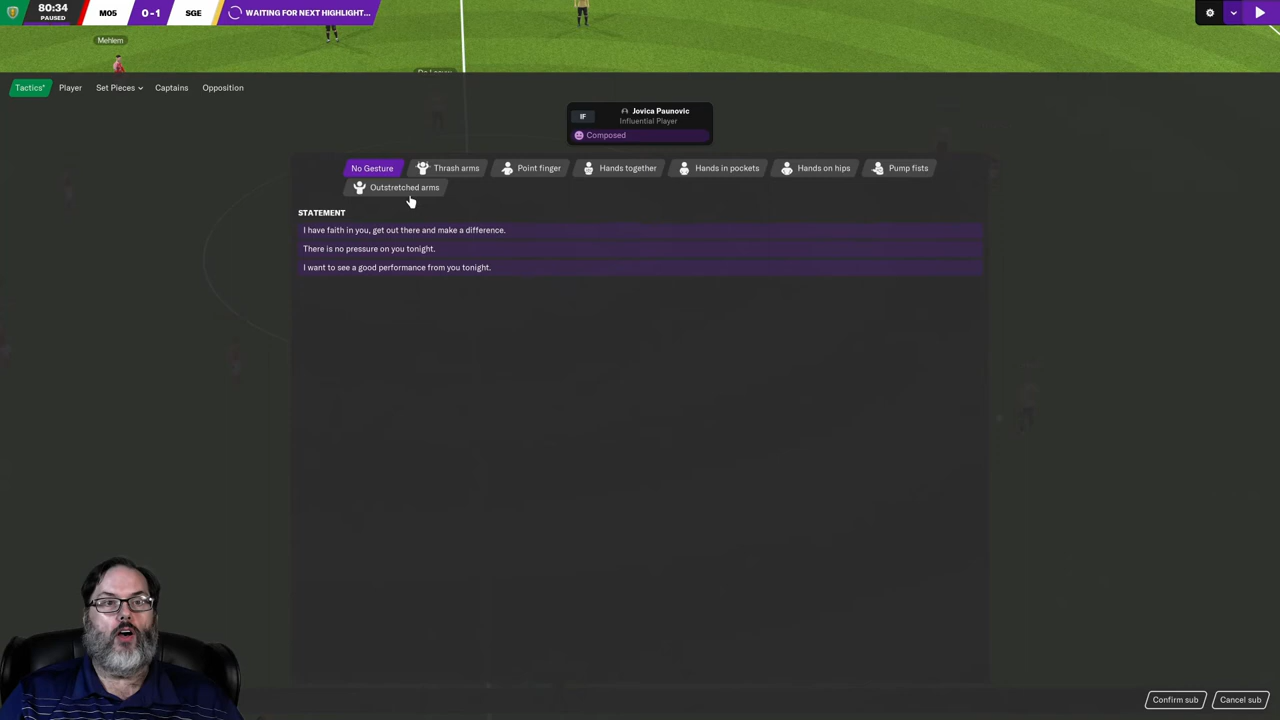 80:34
PAUSED
M05
0-1
SGE
WAITING FOR NEXT HIGHLIGHT...
Mehlem
Tactics*
Player
Set Pieces
Captains
Opposition
IF
Jovica Paunovic
Influential Player
Composed
No Gesture
Thrash arms
Point finger
Hands together
Hands in pockets
Hands on hips
Pump fists
Outstretched arms
STATEMENT
I have faith in you, get out there and make a difference.
There is no pressure on you tonight.
I want to see a good performance from you tonight.
Confirm sub
Cancel sub